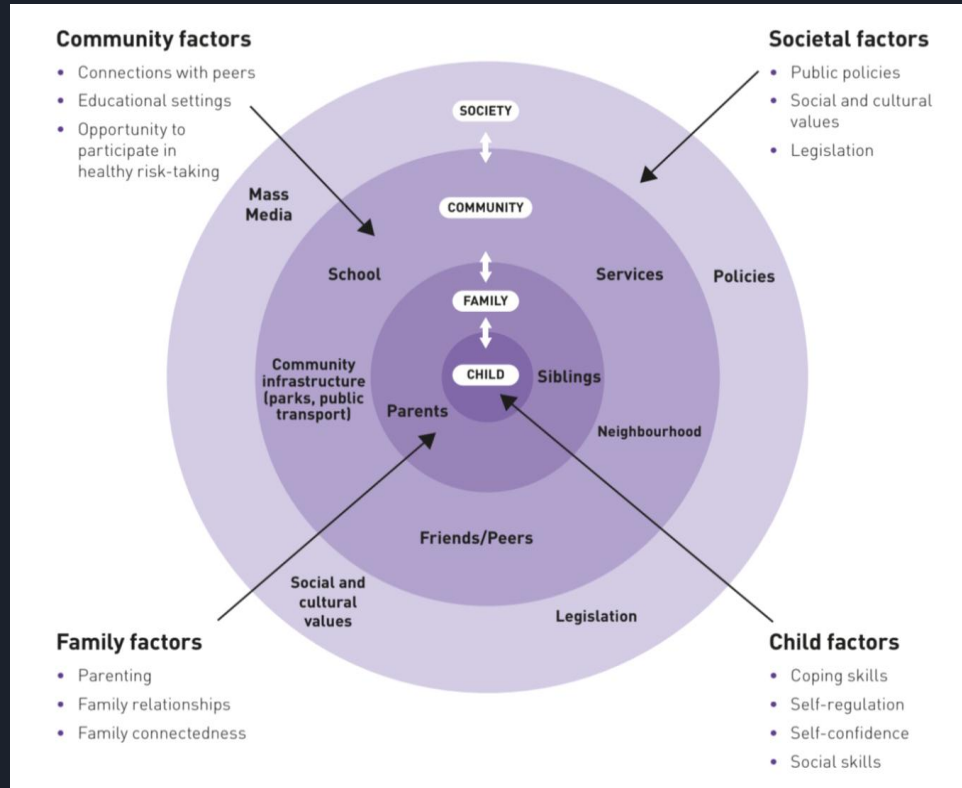 Community factors
• Connections with peers
• Educational settings
• Opportunity to
participate in
healthy risk-taking
Societal factors
• Public policies
• Social and cultural
values
• Legislation
SOCIETY
Mass
Media
COMMUNITY
School
Services
Policies
FAMILY
Community
infrastructure
(parks, public
transport)
CHILD
Siblings
Parents
Neighbourhood
Friends/Peers
Social and
cultural
values
Legislation
Family factors
• Parenting
• Family relationships
• Family connectedness
Child factors
• Coping skills
• Self-regulation
• Self-confidence
• Social skills